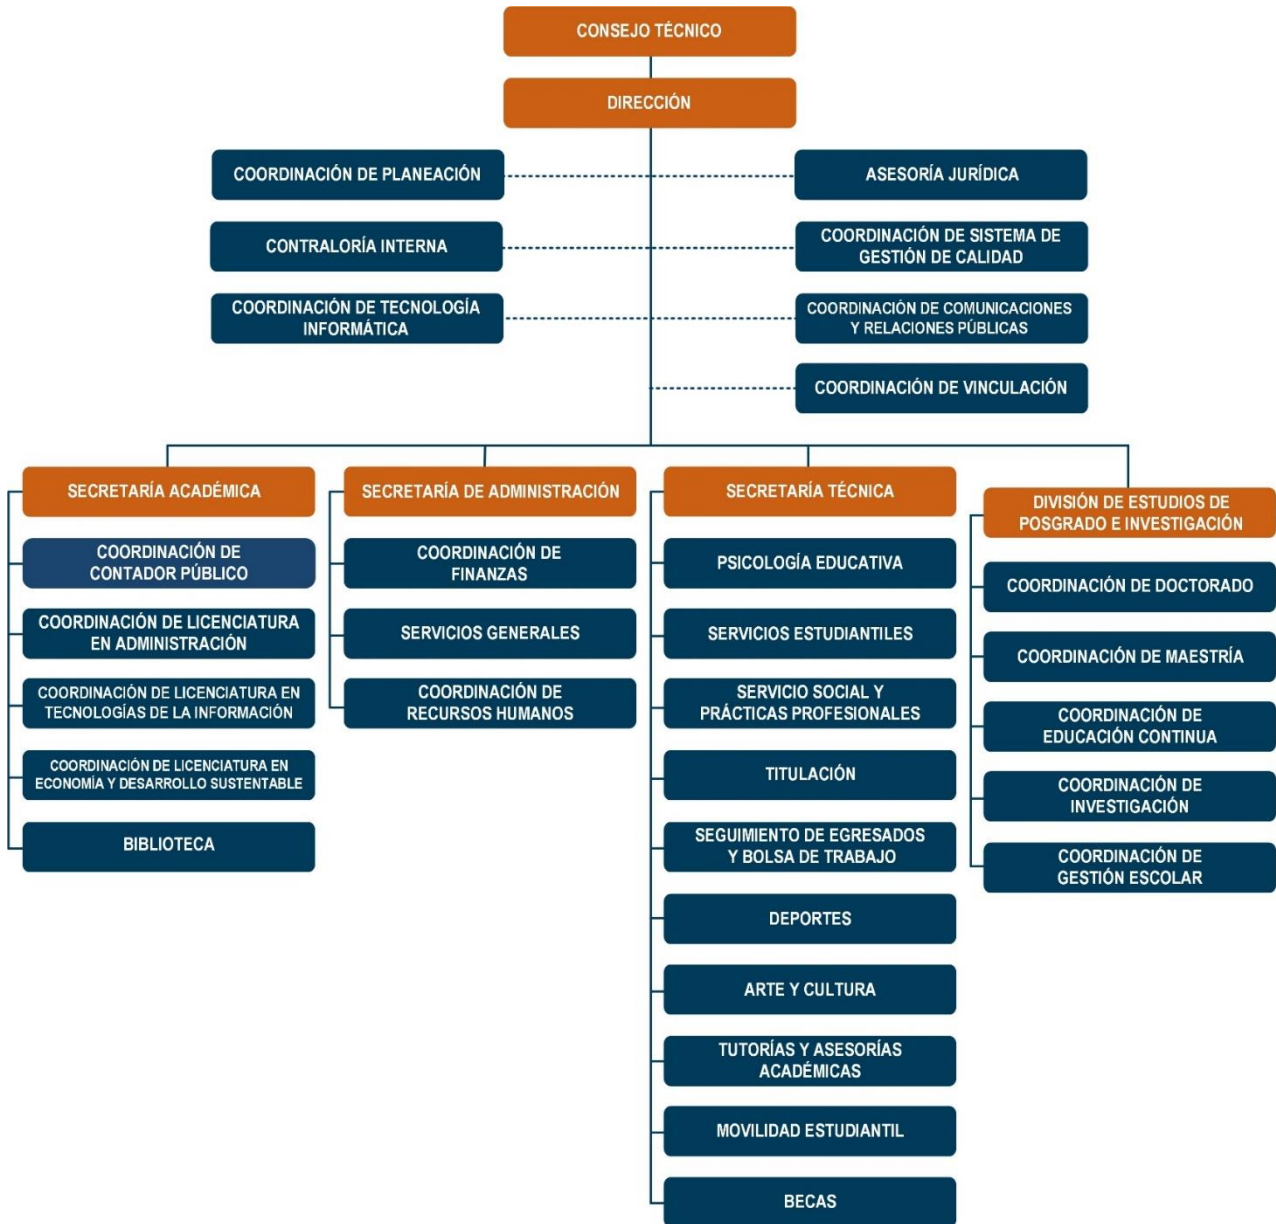 CONSEJO TÉCNICO
DIRECCIÓN
COORDINACIÓN DE PLANEACIÓN
ASESORÍA JURÍDICA
CONTRALORÍA INTERNA
COORDINACIÓN DE SISTEMA DE
GESTIÓN DE CALIDAD
COORDINACIÓN DE TECNOLOGÍA
INFORMÁTICA
COORDINACIÓN DE COMUNICACIONES
Y RELACIONES PÚBLICAS
COORDINACIÓN DE VINCULACIÓN
SECRETARÍA ACADÉMICA
COORDINACIÓN DE
CONTADOR PÚBLICO
COORDINACIÓN DE LICENCIATURA
EN ADMINISTRACIÓN
COORDINACIÓN DE LICENCIATURA EN
TECNOLOGÍAS DE LA INFORMACIÓN
COORDINACIÓN DE LICENCIATURA EN
ECONOMÍA Y DESARROLLO SUSTENTABLE
BIBLIOTECA
SECRETARÍA DE ADMINISTRACIÓN
COORDINACIÓN DE
FINANZAS
SERVICIOS GENERALES
COORDINACIÓN DE
RECURSOS HUMANOS
SECRETARÍA TÉCNICA
PSICOLOGÍA EDUCATIVA
SERVICIOS ESTUDIANTILES
SERVICIO SOCIAL Y
PRÁCTICAS PROFESIONALES
TITULACIÓN
SEGUIMIENTO DE EGRESADOS
Y BOLSA DE TRABAJO
DEPORTES
ARTE Y CULTURA
TUTORÍAS Y ASESORÍAS
ACADÉMICAS
MOVILIDAD ESTUDIANTIL
BECAS
DIVISIÓN DE ESTUDIOS DE
POSGRADO E INVESTIGACIÓN
COORDINACIÓN DE DOCTORADO
COORDINACIÓN DE MAESTRÍA
COORDINACIÓN DE
EDUCACIÓN CONTINUA
COORDINACIÓN DE
INVESTIGACIÓN
COORDINACIÓN DE
GESTIÓN ESCOLAR